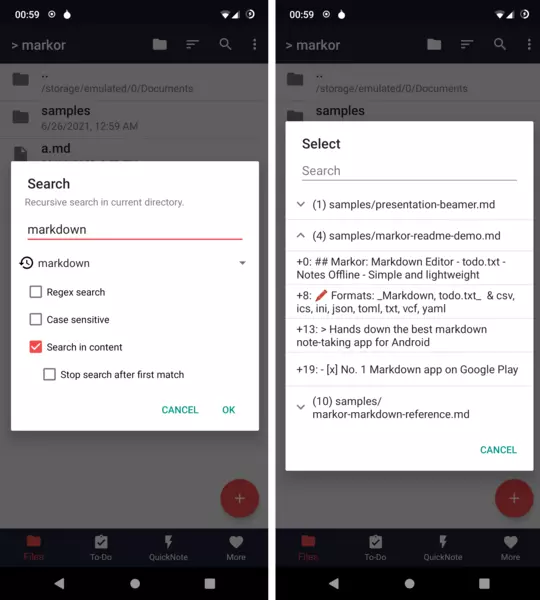 00:59
> markor
..
/storage/emulated/0/Documents
samples
6/26/2021, 12:59 AM
a.md
Search
Recursive search in current directory.
markdown
markdown
Regex search
Case sensitive
Search in content
Stop search after first match
CANCEL OK
Files To-Do QuickNote More
00:59
> markor
..
/storage/emulated/0/Documents
samples
Select
Search
(1) samples/presentation-beamer.md
(4) samples/markor-readme-demo.md
+0: ## Markor: Markdown Editor - todo.txt -
Notes Offline - Simple and lightweight
+8: 🖍️ Formats: _Markdown, todo.txt_ & csv,
ics, ini, json, toml, txt, vcf, yaml
+13: > Hands down the best markdown
note-taking app for Android
+19: - [x] No. 1 Markdown app on Google Play
(10) samples/
markor-markdown-reference.md
CANCEL
Files To-Do QuickNote More